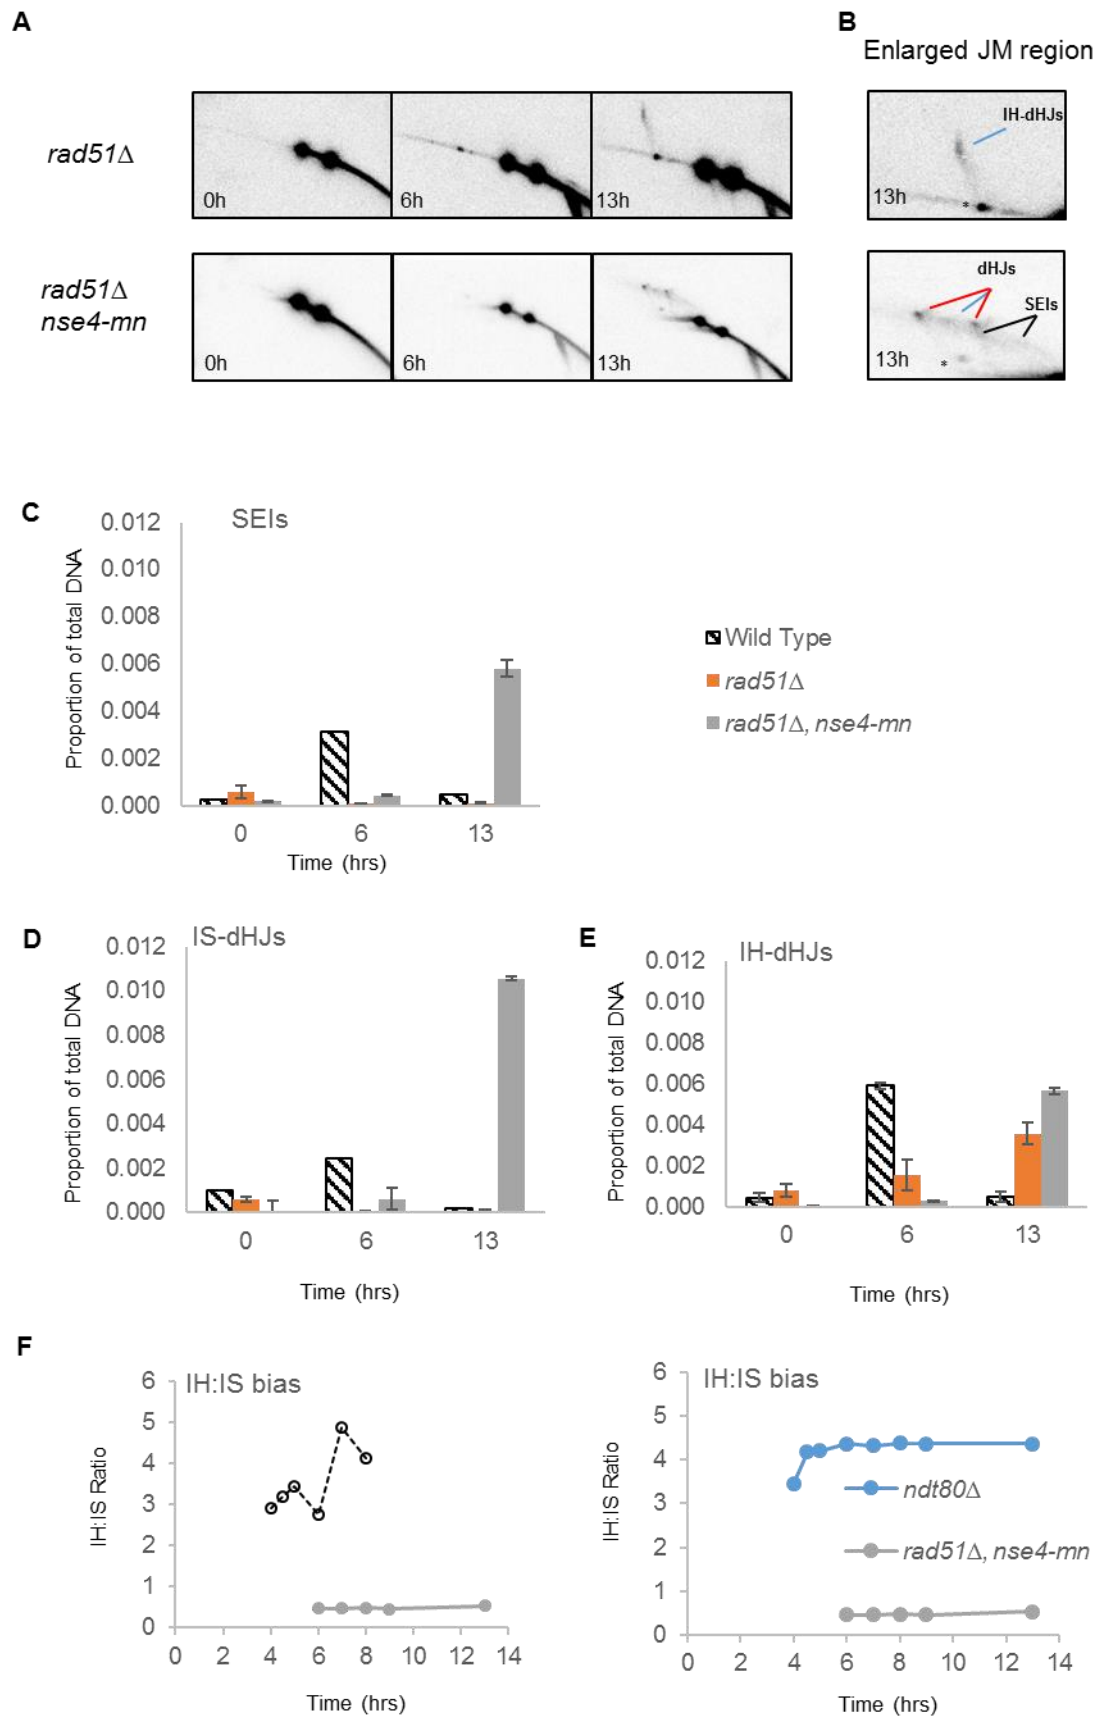 A
B
Enlarged JM region
rad51Δ
0h
6h
13h
IH-dHJs
13h
*
rad51Δ
nse4-mn
0h
6h
13h
dHJs
SEIs
13h
*
C
SEIs
Proportion of total DNA
0.012
0.010
0.008
0.006
0.004
0.002
0.000
0 6 13
Time (hrs)
Wild Type
rad51Δ
rad51Δ, nse4-mn
D
IS-dHJs
Proportion of total DNA
0.012
0.010
0.008
0.006
0.004
0.002
0.000
0 6 13
Time (hrs)
E
IH-dHJs
Proportion of total DNA
0.012
0.010
0.008
0.006
0.004
0.002
0.000
0 6 13
Time (hrs)
F
IH:IS bias
IH:IS Ratio
6
5
4
3
2
1
0
0 2 4 6 8 10 12 14
Time (hrs)
IH:IS bias
IH:IS Ratio
6
5
4
3
2
1
0
ndt80Δ
rad51Δ, nse4-mn
0 2 4 6 8 10 12 14
Time (hrs)